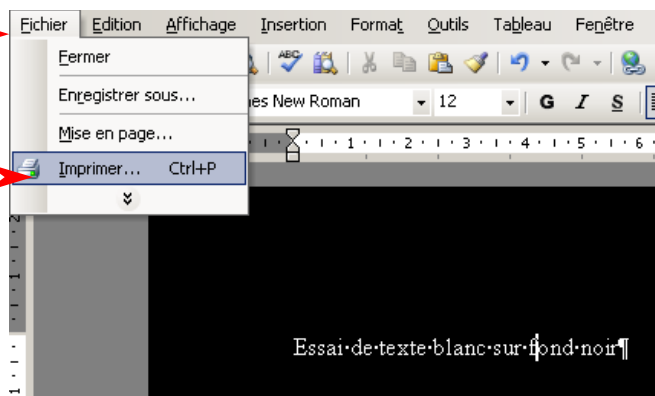 Fichier Edition Affichage Insertion Format Outils Tableau Fenêtre
Fermer
Enregistrer sous...
es New Roman 12 G I S
Mise en page...
1 2 3 4 5 6
Imprimer... Ctrl+P
Essai·de·texte·blanc·sur·fond·noir¶